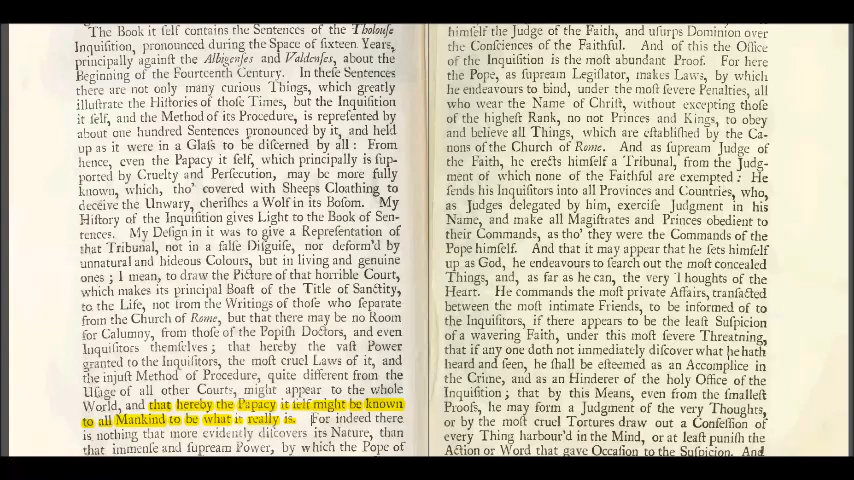 The Book it ſelf contains the Sentences of the Tholouſe
Inquiſition, pronounced during the Space of ſixteen Years,
principally againſt the Albigenſes and Valdenſes, about the
Beginning of the Fourteenth Century. In theſe Sentences
there are not only many curious Things, which greatly
illuſtrate the Hiſtories of thoſe Times, but the Inquiſition
it ſelf, and the Method of its Procedure, is repreſented by
about one hundred Sentences pronounced by it, and held
up as it were in a Glaſs to be diſcerned by all : From
hence, even the Papacy it ſelf, which principally is ſup-
ported by Cruelty and Perſecution, may be more fully
known, which, tho' covered with Sheeps Cloathing to
deceive the Unwary, cheriſhes a Wolf in its Boſom. My
Hiſtory of the Inquiſition gives Light to the Book of Sen-
tences. My Deſign in it was to give a Repreſentation of
that Tribunal, not in a falſe Diſguiſe, nor deform'd by
unnatural and hideous Colours, but in living and genuine
ones ; I mean, to draw the Picture of that horrible Court,
which makes its principal Boaſt of the Title of Sanctity,
to the Life, not from the Writings of thoſe who ſeparate
from the Church of Rome, but that there may be no Room
for Calumny, from thoſe of the Popiſh Doctors, and even
Inquiſitors themſelves ; that hereby the vaſt Power
granted to the Inquiſitors, the moſt cruel Laws of it, and
the injuſt Method of Procedure, quite different from the
Uſage of all other Courts, might appear to the whole
World, and that hereby the Papacy it ſelf might be known
to all Mankind to be what it really is. For indeed there
is nothing that more evidently diſcovers its Nature, than
that immenſe and ſupream Power, by which the Pope of
himſelf the Judge of the Faith, and uſurps Dominion over
the Conſciences of the Faithful. And of this the Office
of the Inquiſition is the moſt abundant Proof. For here
the Pope, as ſupream Legiſlator, makes Laws, by which
he endeavours to bind, under the moſt ſevere Penalties, all
who wear the Name of Chriſt, without excepting thoſe
of the higheſt Rank, no not Princes and Kings, to obey
and believe all Things, which are eſtabliſhed by the Ca-
nons of the Church of Rome. And as ſupream Judge of
the Faith, he erects himſelf a Tribunal, from the Judg-
ment of which none of the Faithful are exempted : He
ſends his Inquiſitors into all Provinces and Countries, who,
as Judges delegated by him, exerciſe Judgment in his
Name, and make all Magiſtrates and Princes obedient to
their Commands, as tho' they were the Commands of the
Pope himſelf. And that it may appear that he ſets himſelf
up as God, he endeavours to ſearch out the moſt concealed
Things, and, as far as he can, the very Thoughts of the
Heart. He commands the moſt private Affairs, tranſacted
between the moſt intimate Friends, to be informed of to
the Inquiſitors, if there appears to be the leaſt Suſpicion
of a wavering Faith, under this moſt ſevere Threatning,
that if any one doth not immediately diſcover what he hath
heard and ſeen, he ſhall be eſteemed as an Accomplice in
the Crime, and as an Hinderer of the holy Office of the
Inquiſition ; that by this Means, even from the ſmalleſt
Proofs, he may form a Judgment of the very Thoughts,
or by the moſt cruel Tortures draw out a Confeſſion of
every Thing harbour'd in the Mind, or at leaſt puniſh the
Action or Word that gave Occaſion to the Suſpicion. And